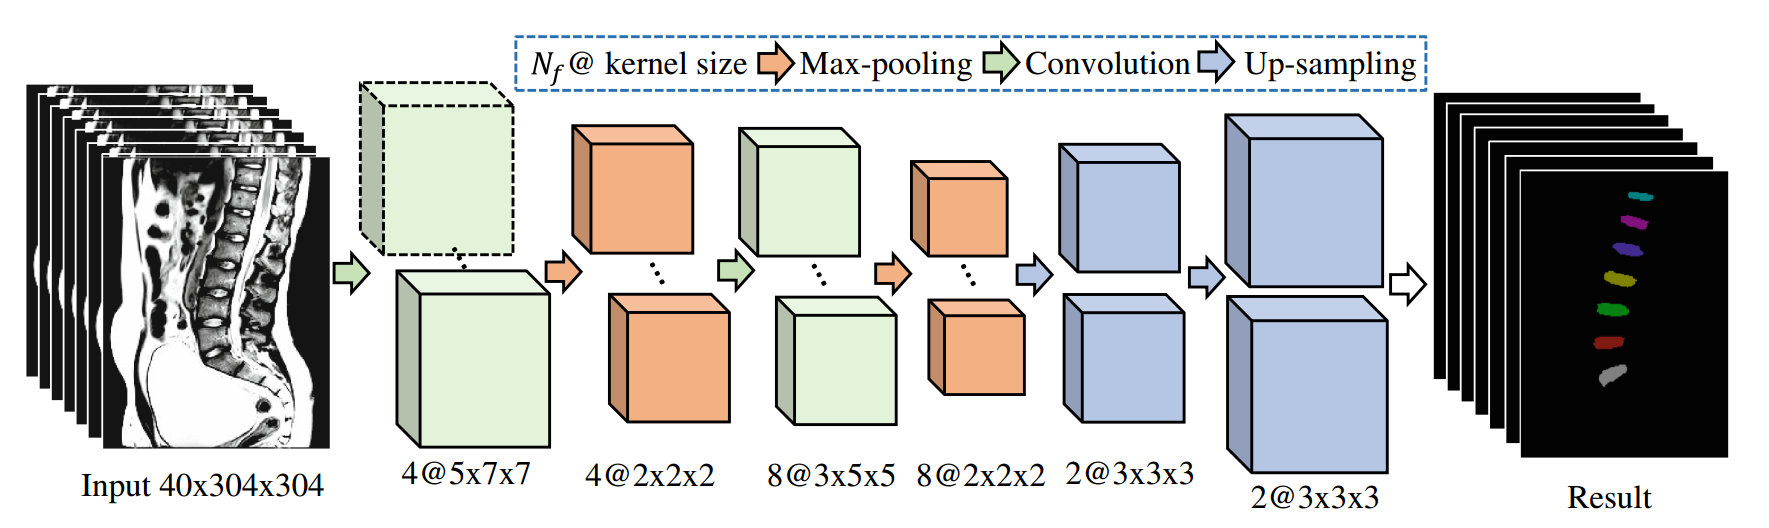 N_f@ kernel size Max-pooling Convolution Up-sampling
Input 40x304x304
4@5x7x7
4@2x2x2
8@3x5x5
8@2x2x2
2@3x3x3
2@3x3x3
Result